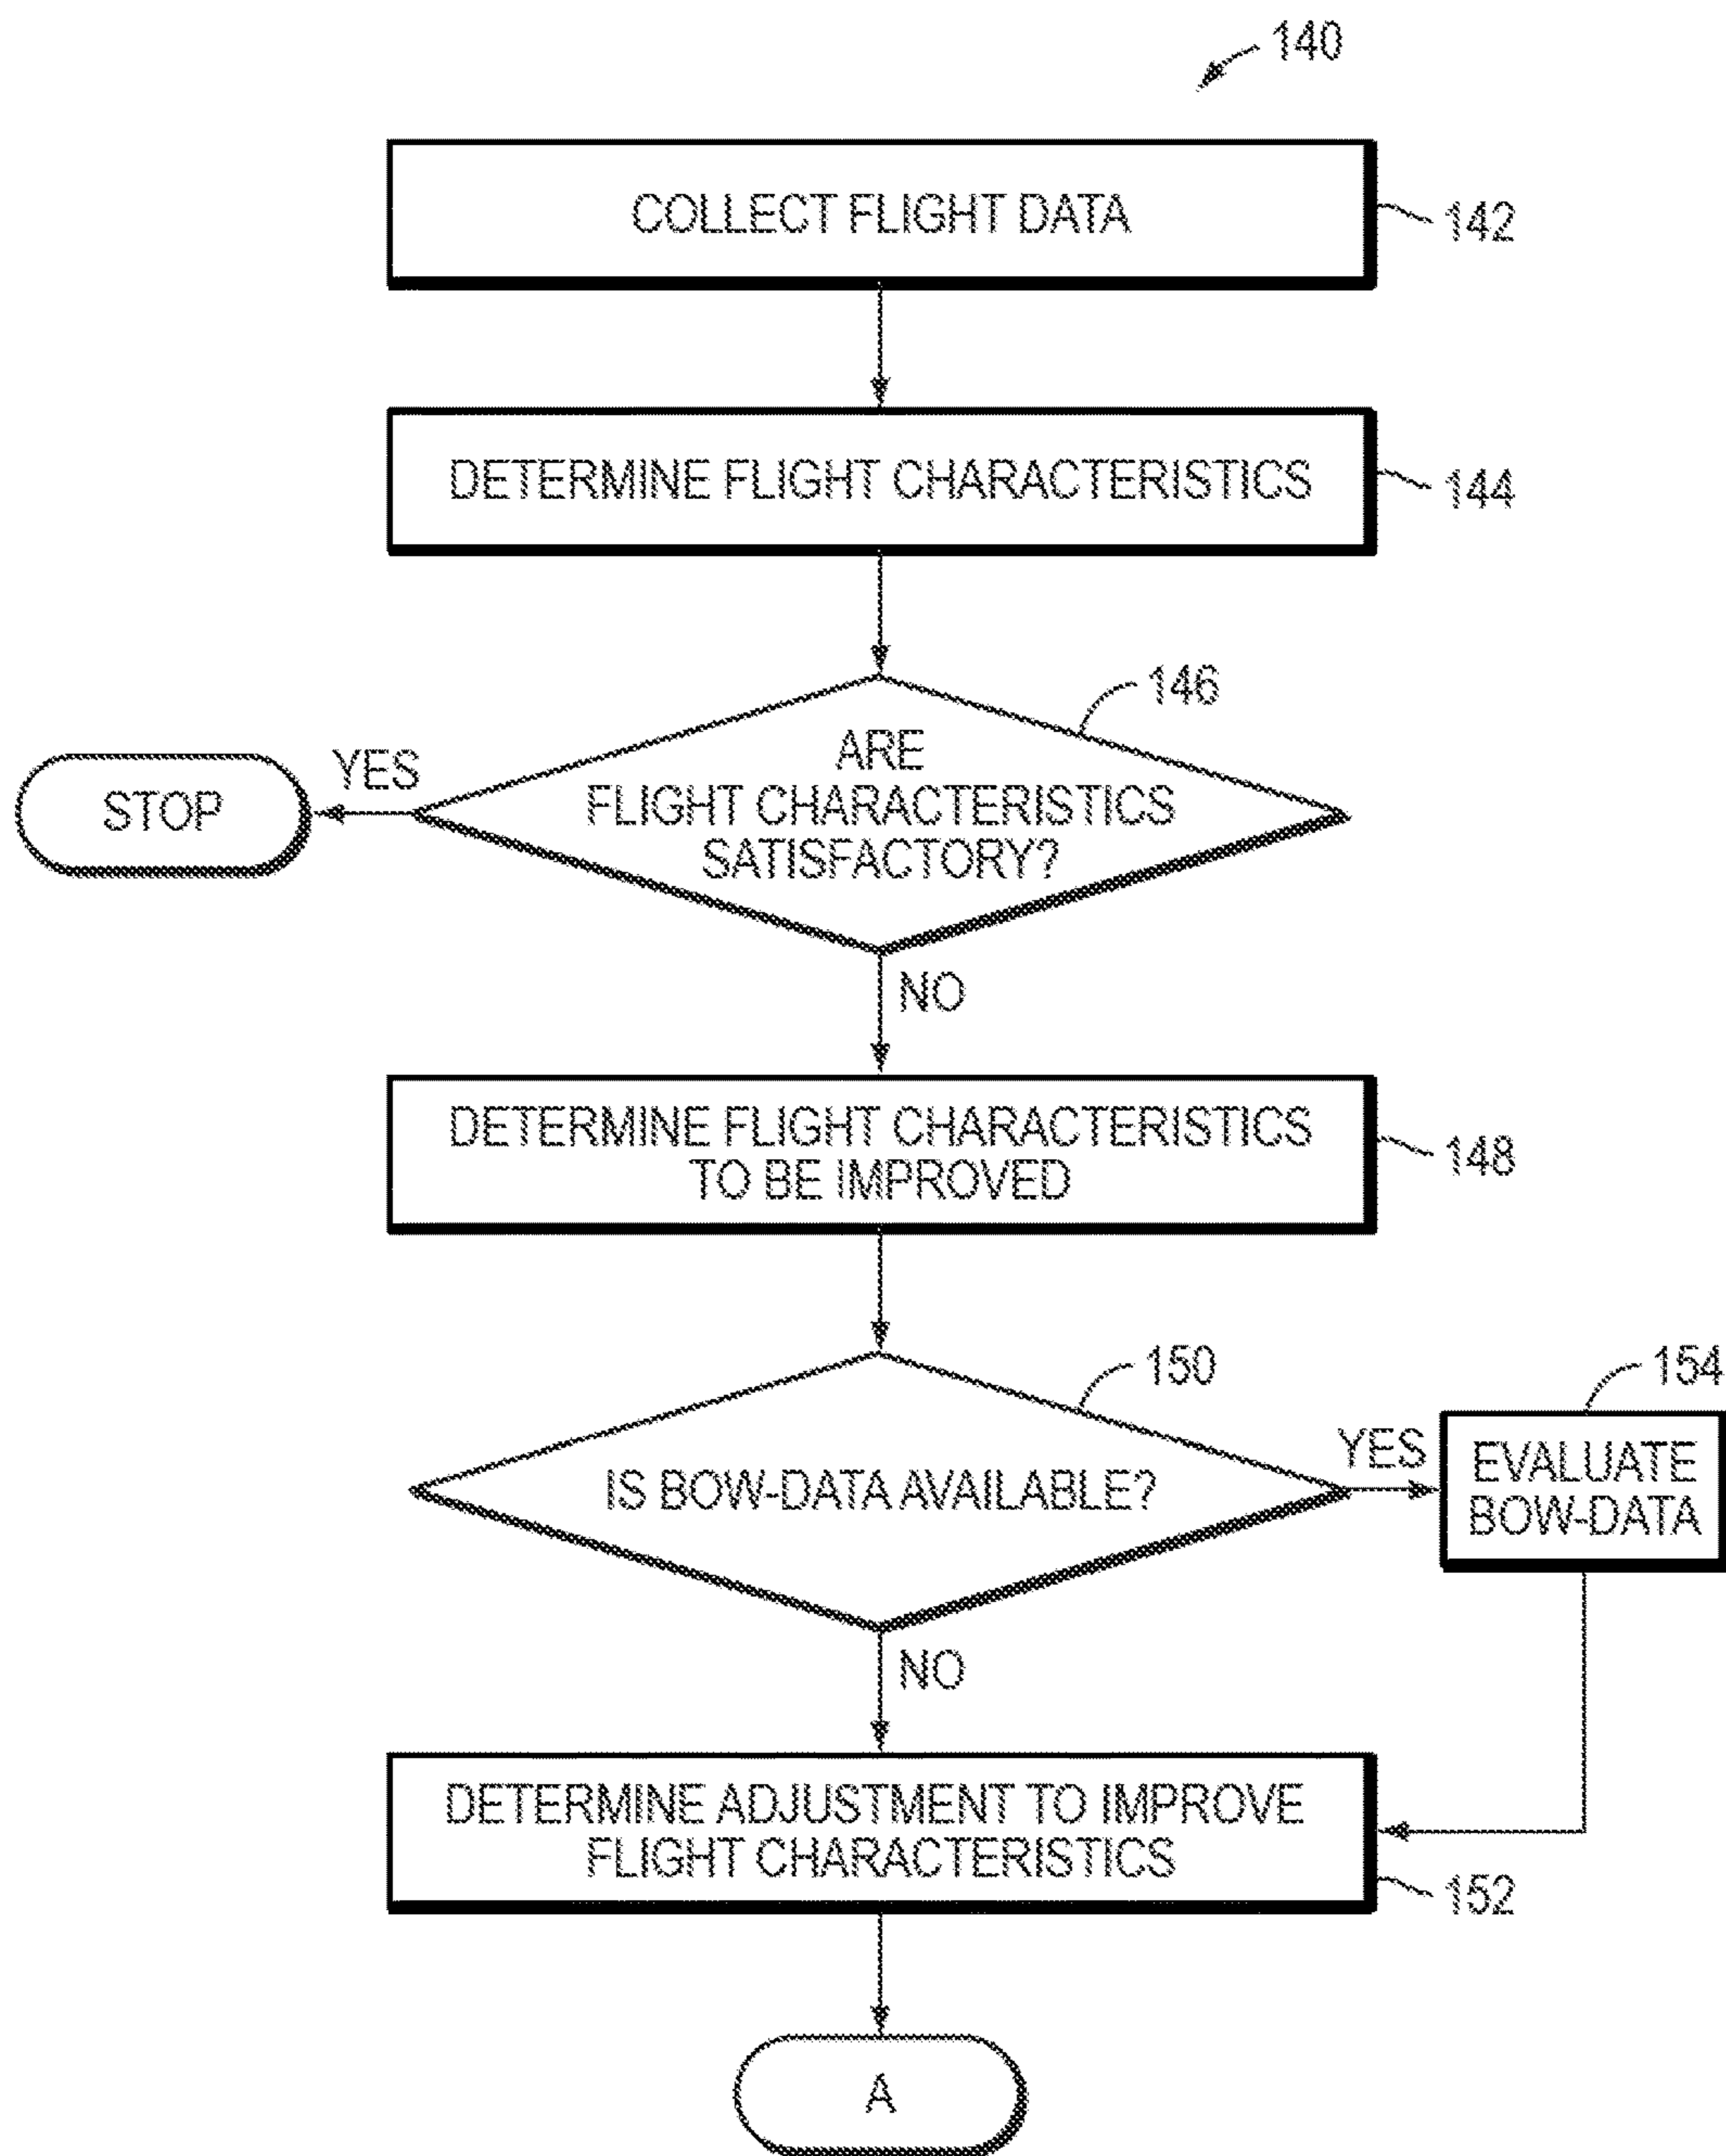 140
COLLECT FLIGHT DATA
142
DETERMINE FLIGHT CHARACTERISTICS
144
146
ARE
FLIGHT CHARACTERISTICS
SATISFACTORY?
YES
STOP
NO
DETERMINE FLIGHT CHARACTERISTICS
TO BE IMPROVED
148
150
IS BOW-DATA AVAILABLE?
YES
154
EVALUATE
BOW-DATA
NO
DETERMINE ADJUSTMENT TO IMPROVE
FLIGHT CHARACTERISTICS
152
A